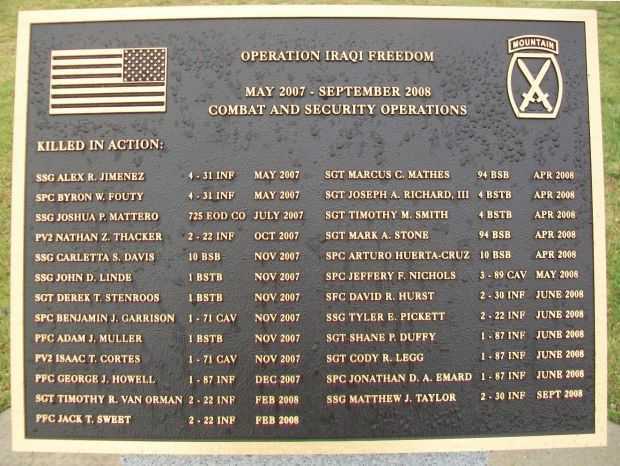 OPERATION IRAQI FREEDOM
MOUNTAIN
MAY 2007 - SEPTEMBER 2008
COMBAT AND SECURITY OPERATIONS
KILLED IN ACTION:
SSG ALEX R. JIMENEZ 4 - 31 INF MAY 2007
SPC BYRON W. FOUTY 4 - 31 INF MAY 2007
SSG JOSHUA P. MATTERO 725 EOD CO JULY 2007
PV2 NATHAN Z. THACKER 2 - 22 INF OCT 2007
SSG CARLETTA S. DAVIS 10 BSB NOV 2007
SSG JOHN D. LINDE 1 BSTB NOV 2007
SGT DEREK T. STENROOS 1 BSTB NOV 2007
SPC BENJAMIN J. GARRISON 1 - 71 CAV NOV 2007
PFC ADAM J. MULLER 1 BSTB NOV 2007
PV2 ISAAC T. CORTES 1 - 71 CAV NOV 2007
PFC GEORGE J. HOWELL 1 - 87 INF DEC 2007
SGT TIMOTHY R. VAN ORMAN 2 - 22 INF FEB 2008
PFC JACK T. SWEET 2 - 22 INF FEB 2008
SGT MARCUS C. MATHES 94 BSB APR 2008
SGT JOSEPH A. RICHARD, III 4 BSTB APR 2008
SGT TIMOTHY M. SMITH 4 BSTB APR 2008
SGT MARK A. STONE 94 BSB APR 2008
SPC ARTURO HUERTA-CRUZ 10 BSB APR 2008
SPC JEFFERY F. NICHOLS 3 - 89 CAV MAY 2008
SFC DAVID R. HURST 2 - 30 INF JUNE 2008
SSG TYLER E. PICKETT 2 - 22 INF JUNE 2008
SGT SHANE P. DUFFY 1 - 87 INF JUNE 2008
SGT CODY R. LEGG 1 - 87 INF JUNE 2008
SPC JONATHAN D. A. EMARD 1 - 87 INF JUNE 2008
SSG MATTHEW J. TAYLOR 2 - 30 INF SEPT 2008